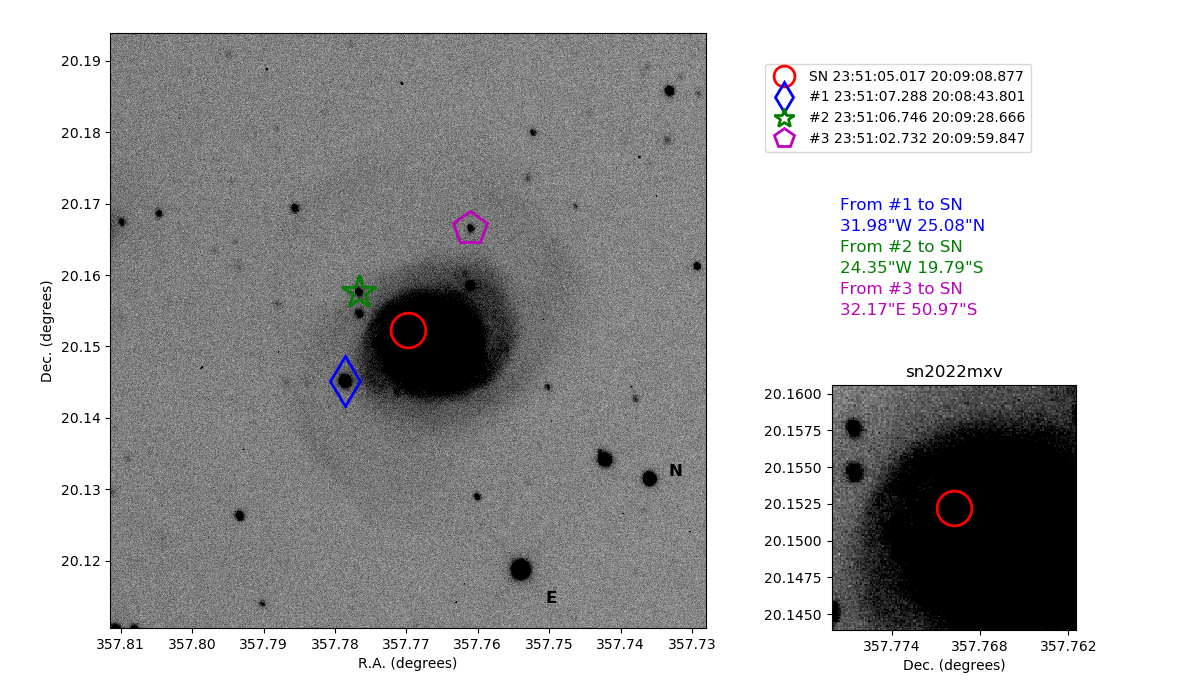 20.19
20.18
20.17
20.16
20.15
20.14
20.13
20.12
Dec. (degrees)
357.81 357.80 357.79 357.78 357.77 357.76 357.75 357.74 357.73
R.A. (degrees)
N
E
SN 23:51:05.017 20:09:08.877
#1 23:51:07.288 20:08:43.801
#2 23:51:06.746 20:09:28.666
#3 23:51:02.732 20:09:59.847
From #1 to SN
31.98"W 25.08"N
From #2 to SN
24.35"W 19.79"S
From #3 to SN
32.17"E 50.97"S
sn2022mxv
20.1600
20.1575
20.1550
20.1525
20.1500
20.1475
20.1450
357.774 357.768 357.762
Dec. (degrees)